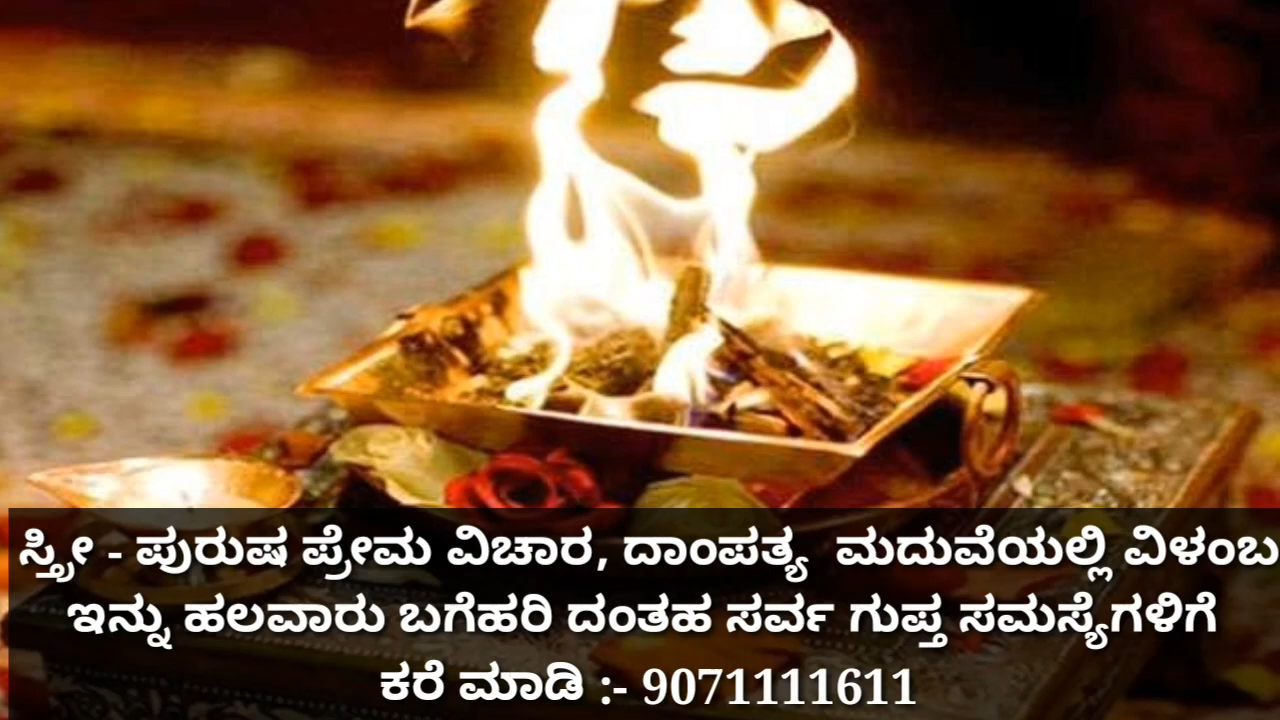 ಸ್ತ್ರೀ - ಪುರುಷ ಪ್ರೇಮ ವಿಚಾರ, ದಾಂಪತ್ಯ ಮದುವೆಯಲ್ಲಿ ವಿಳಂಬ
ಇನ್ನು ಹಲವಾರು ಬಗೆಹರಿ ದಂತಹ ಸರ್ವ ಗುಪ್ತ ಸಮಸ್ಯೆಗಳಿಗೆ
ಕರೆ ಮಾಡಿ :- 9071111611